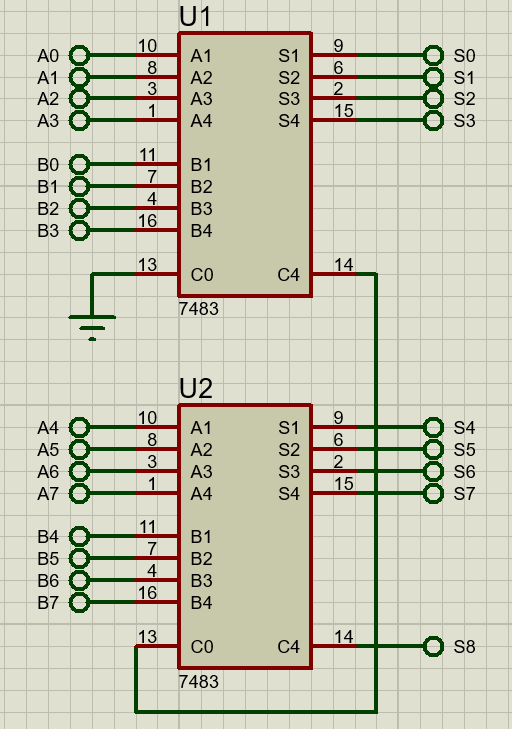 U1
A0 10 A1 S1 9 S0
A1 8 A2 S2 6 S1
A2 3 A3 S3 2 S2
A3 1 A4 S4 15 S3
B0 11 B1
B1 7 B2
B2 4 B3
B3 16 B4
13 C0 C4 14
7483
U2
A4 10 A1 S1 9 S4
A5 8 A2 S2 6 S5
A6 3 A3 S3 2 S6
A7 1 A4 S4 15 S7
B4 11 B1
B5 7 B2
B6 4 B3
B7 16 B4
13 C0 C4 14 S8
7483